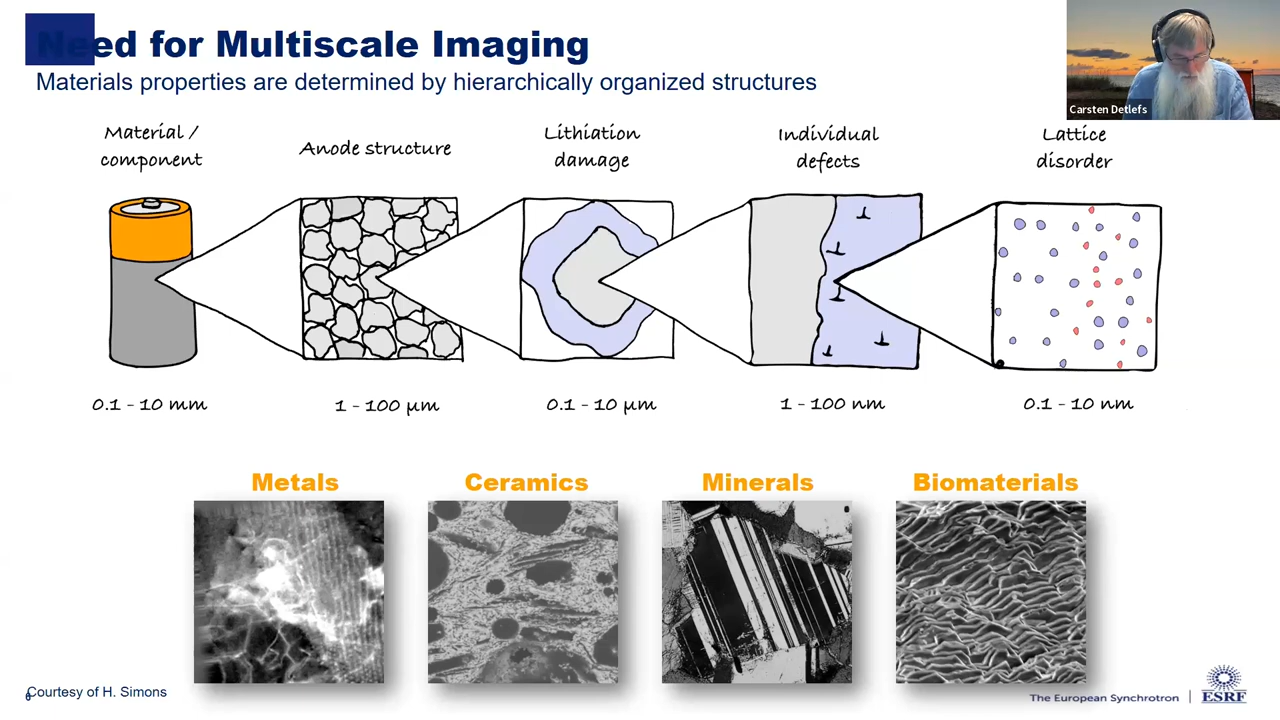 Need for Multiscale Imaging
Materials properties are determined by hierarchically organized structures
Carsten Detlefs
Material /
component
Anode structure
Lithiation
damage
Individual
defects
Lattice
disorder
0.1 - 10 mm
1 - 100 µm
0.1 - 10 µm
1 - 100 nm
0.1 - 10 nm
Metals
Ceramics
Minerals
Biomaterials
Courtesy of H. Simons
The European Synchrotron
ESRF